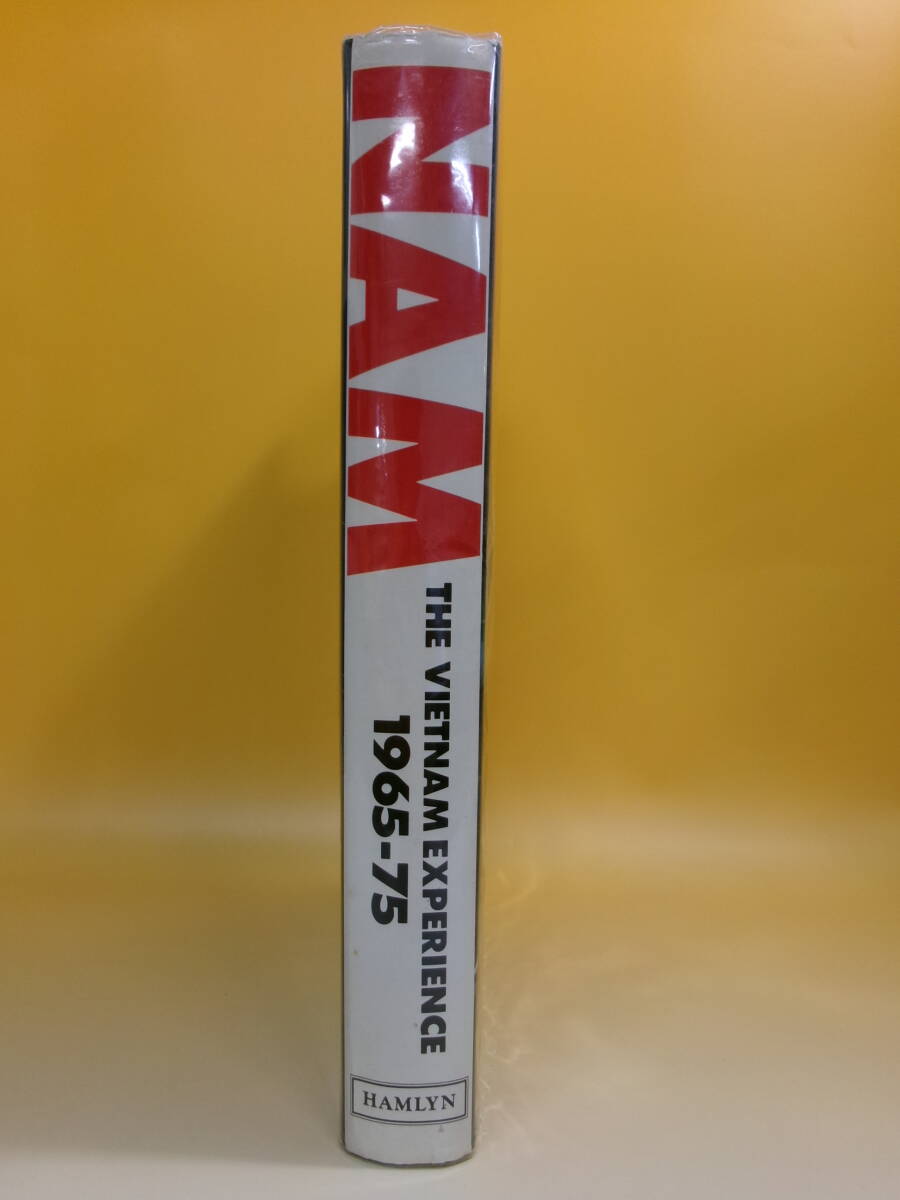 NAM
THE VIETNAM EXPERIENCE
1965-75
HAMLYN